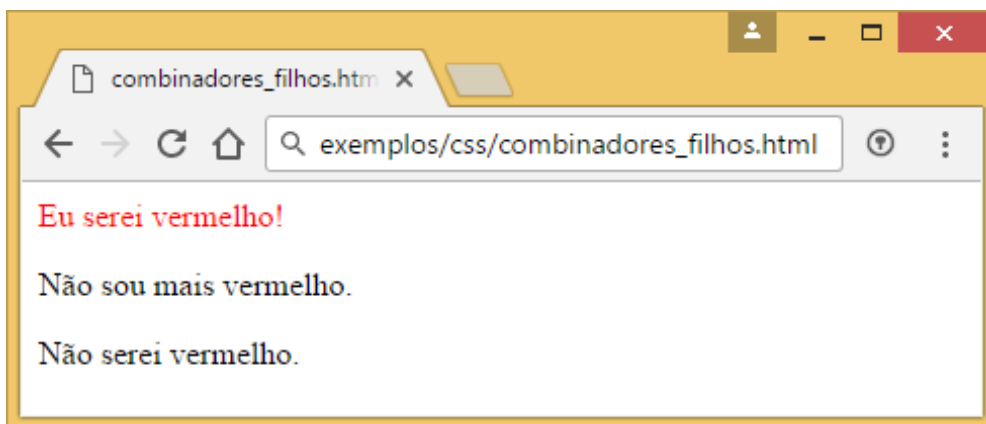 combinadores_filhos.htm
exemplos/css/combinadores_filhos.html
Eu serei vermelho!
Não sou mais vermelho.
Não serei vermelho.